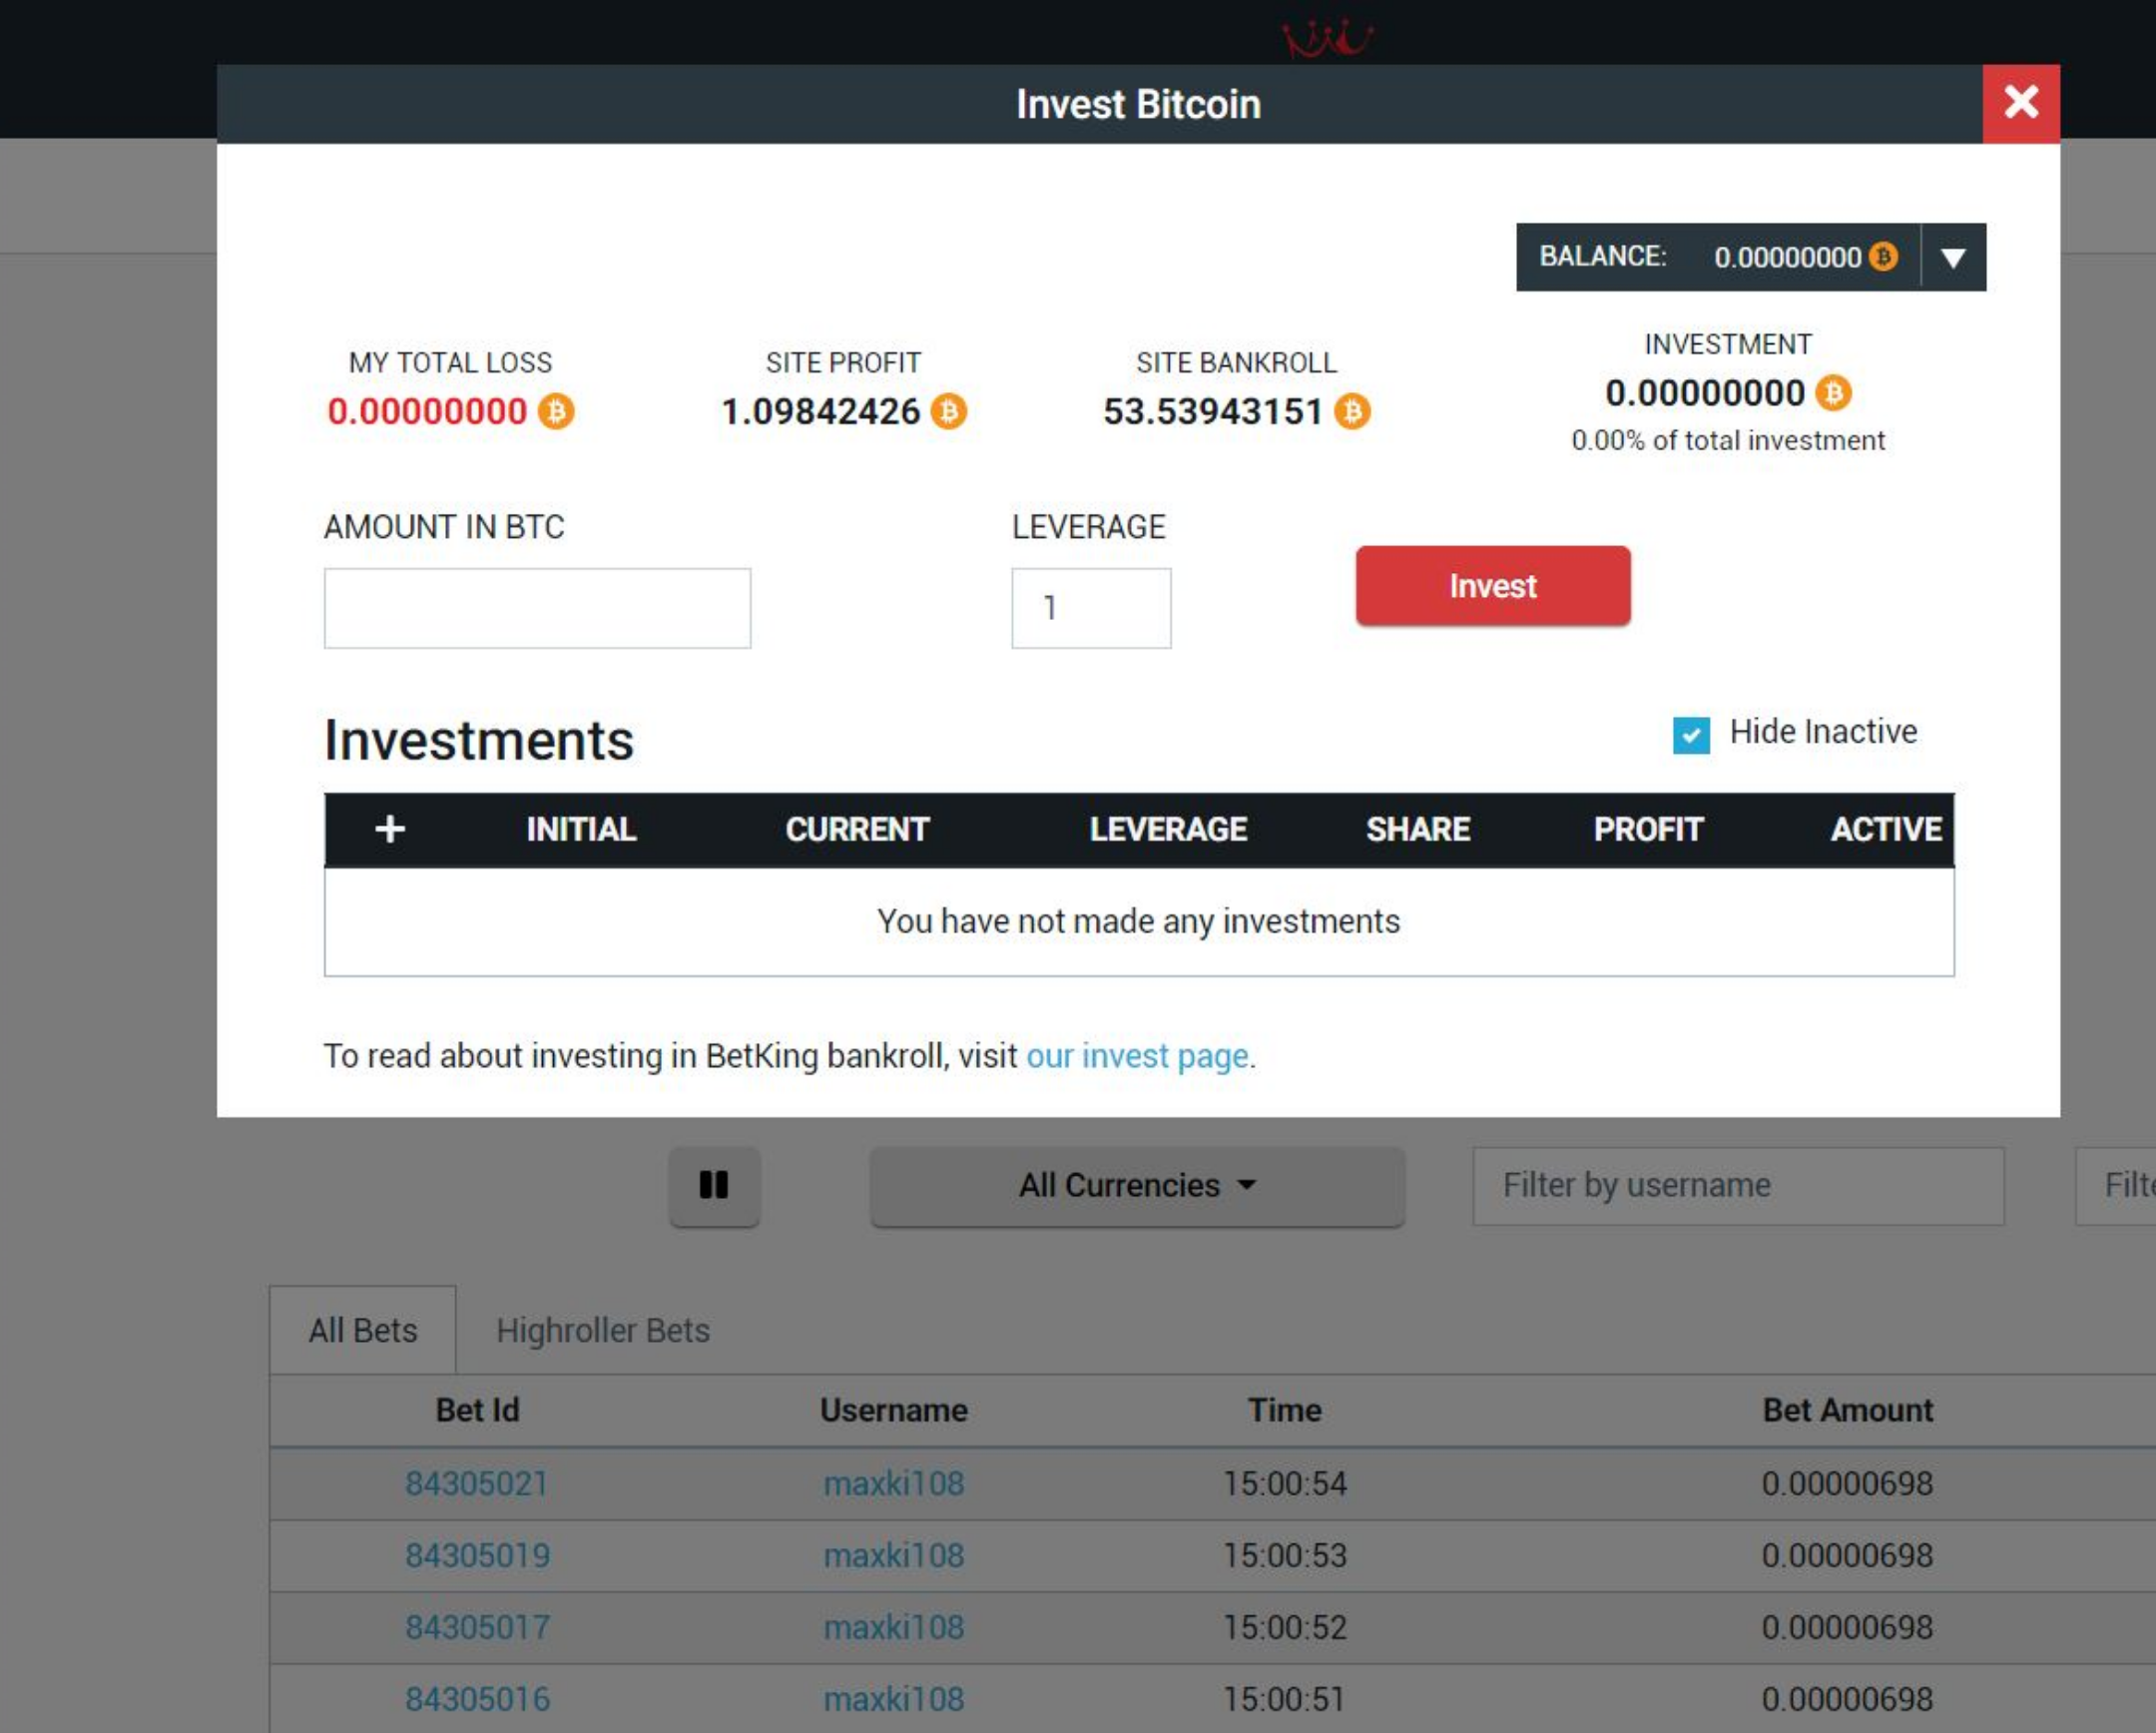 Invest Bitcoin
BALANCE: 0.00000000
MY TOTAL LOSS
0.00000000
SITE PROFIT
1.09842426
SITE BANKROLL
53.53943151
INVESTMENT
0.00000000
0.00% of total investment
AMOUNT IN BTC
LEVERAGE
1
Invest
Investments
Hide Inactive
+ INITIAL CURRENT LEVERAGE SHARE PROFIT ACTIVE
You have not made any investments
To read about investing in BetKing bankroll, visit our invest page.
All Currencies
Filter by username
All Bets Highroller Bets
Bet Id Username Time Bet Amount
84305021 maxki108 15:00:54 0.00000698
84305019 maxki108 15:00:53 0.00000698
84305017 maxki108 15:00:52 0.00000698
84305016 maxki108 15:00:51 0.00000698